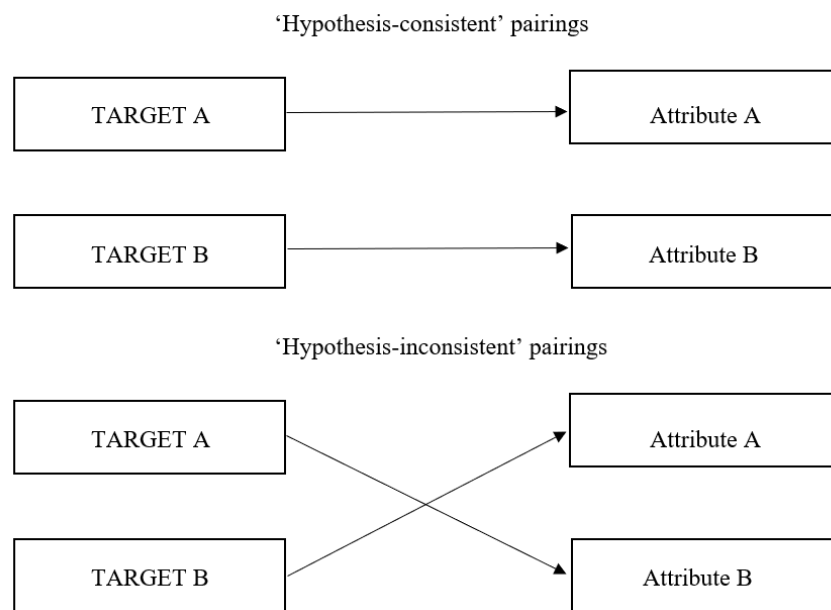 ‘Hypothesis-consistent’ pairings
TARGET A
Attribute A
TARGET B
Attribute B
‘Hypothesis-inconsistent’ pairings
TARGET A
Attribute A
TARGET B
Attribute B